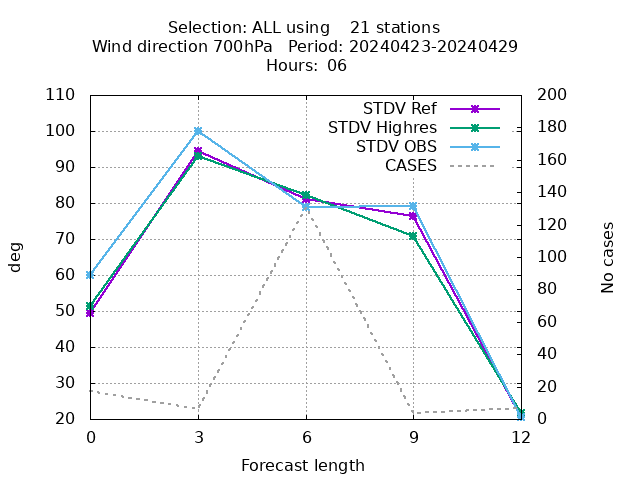 Selection: ALL using    21 stations
Wind direction 700hPa   Period: 20240423-20240429
Hours: 06
STDV Ref
STDV Highres
STDV OBS
CASES
deg
110
100
90
80
70
60
50
40
30
20
No cases
200
180
160
140
120
100
80
60
40
20
0
0 3 6 9 12
Forecast length